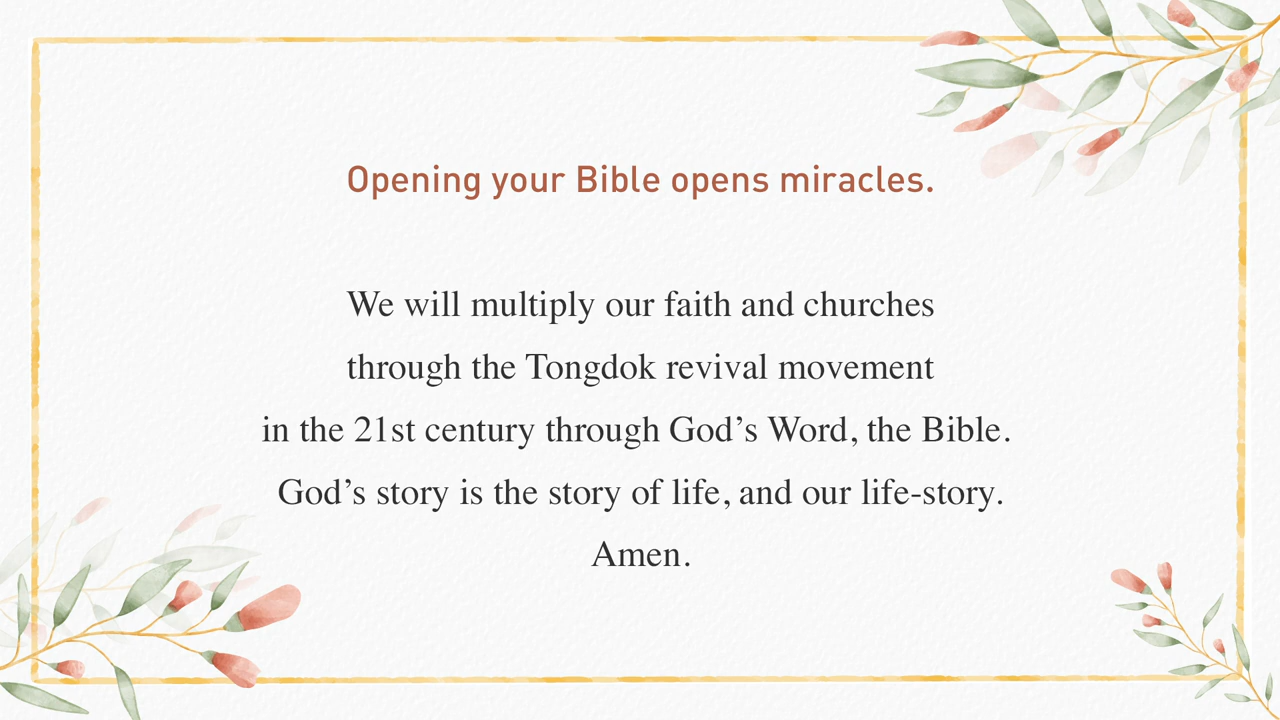 Opening your Bible opens miracles.
We will multiply our faith and churches
through the Tongdok revival movement
in the 21st century through God’s Word, the Bible.
God’s story is the story of life, and our life-story.
Amen.